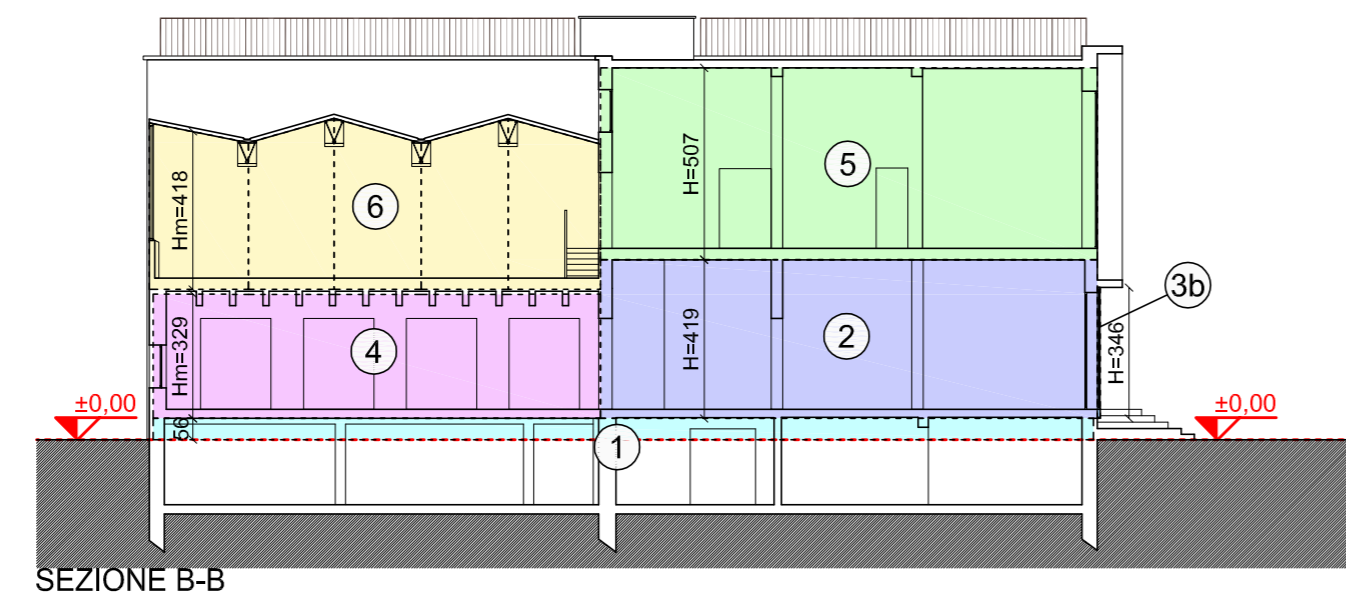 H=507
5
Hm=418
6
3b
H=419
2
H=346
Hm=329
4
±0,00
±0,00
56
1
SEZIONE B-B